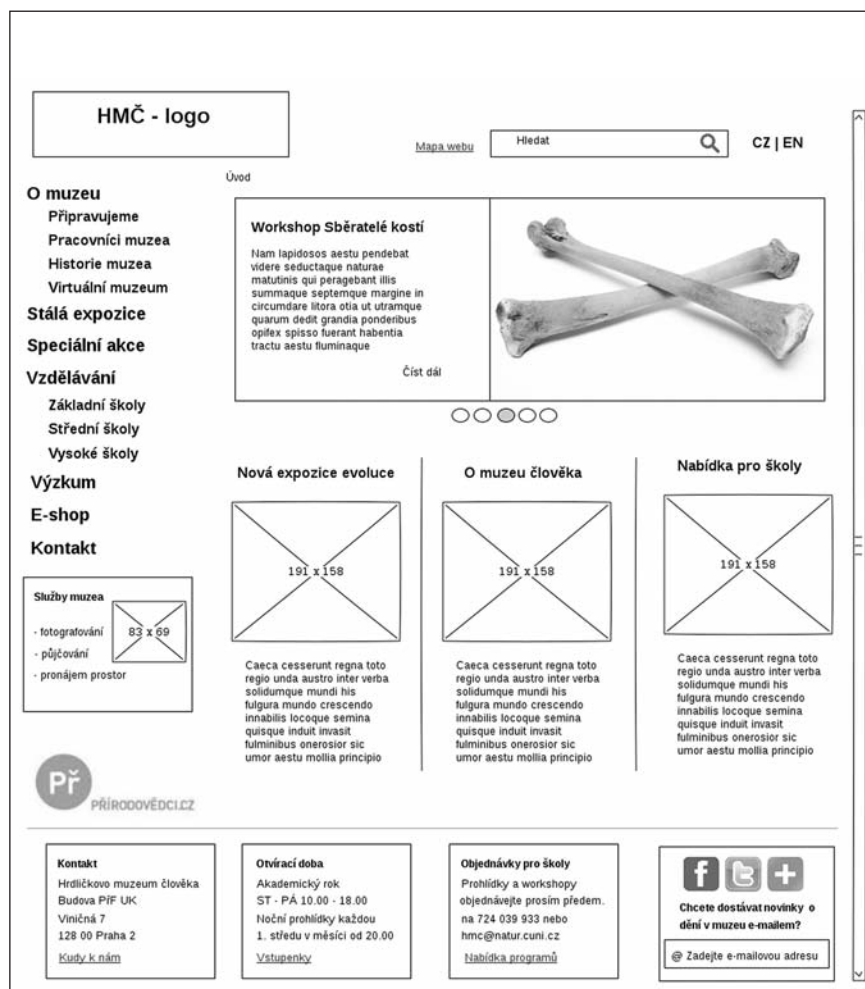 HMČ - logo
Mapa webu
Hledat
CZ | EN
Úvod
O muzeu
Připravujeme
Pracovníci muzea
Historie muzea
Virtuální muzeum
Stálá expozice
Speciální akce
Vzdělávání
Základní školy
Střední školy
Vysoké školy
Výzkum
E-shop
Kontakt
Služby muzea
- fotografování
- půjčování
- pronájem prostor
83 x 69
Workshop Sběratelé kostí
Nam lapidosos aestu pendebat
videre seductaque naturae
matutinis qui peragebant illis
summaque septemque margine in
circumdare litora otia ut utramque
quarum dedit grandia ponderibus
opifex spisso fuerant habentia
tractu aestu fluminaque
Číst dál
Nová expozice evoluce
191 x 158
Caeca cesserunt regna toto
regio unda austro inter verba
solidumque mundi his
fulgura mundo crescendo
innabilis locoque semina
quisque induit invasit
fulminibus onerosior sic
umor aestu mollia principio
O muzeu člověka
191 x 158
Caeca cesserunt regna toto
regio unda austro inter verba
solidumque mundi his
fulgura mundo crescendo
innabilis locoque semina
quisque induit invasit
fulminibus onerosior sic
umor aestu mollia principio
Nabídka pro školy
191 x 158
Caeca cesserunt regna toto
regio unda austro inter verba
solidumque mundi his
fulgura mundo crescendo
innabilis locoque semina
quisque induit invasit
fulminibus onerosior sic
umor aestu mollia principio
Př
PŘÍRODOVĚDCI.CZ
Kontakt
Hrdličkovo muzeum člověka
Budova PřF UK
Viničná 7
128 00 Praha 2
Kudy k nám
Otvírací doba
Akademický rok
ST - PÁ 10.00 - 18.00
Noční prohlídky každou
1. středu v měsíci od 20.00
Vstupenky
Objednávky pro školy
Prohlídky a workshopy
objednávejte prosím předem.
na 724 039 933 nebo
hmc@natur.cuni.cz
Nabídka programů
f t +
Chcete dostávat novinky o
dění v muzeu e-mailem?
@ Zadejte e-mailovou adresu